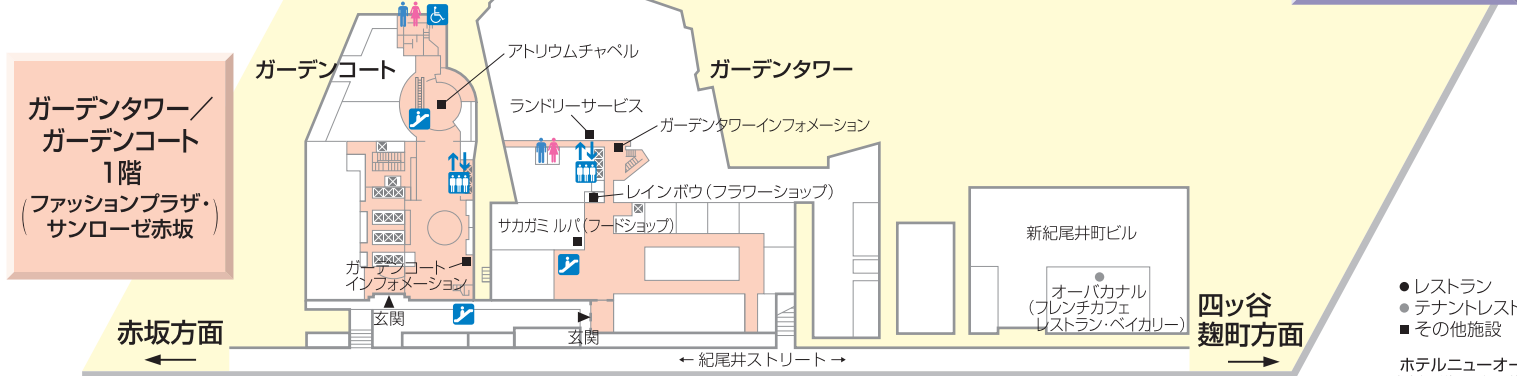 ガーデンタワー／
ガーデンコート
1階
(ファッションプラザ・
サンローゼ赤坂)
ガーデンコート
アトリウムチャペル
ガーデンタワー
ランドリーサービス
ガーデンタワーインフォメーション
レインボウ（フラワーショップ）
サカガミ ルパ（フードショップ）
ガーデンコート
インフォメーション
玄関
玄関
新紀尾井町ビル
オーバカナル
（フレンチカフェ
レストラン・ベイカリー）
赤坂方面
←
← 紀尾井ストリート →
四ッ谷
麹町方面
→
● レストラン
● テナントレスト
■ その他施設
ホテルニューオー